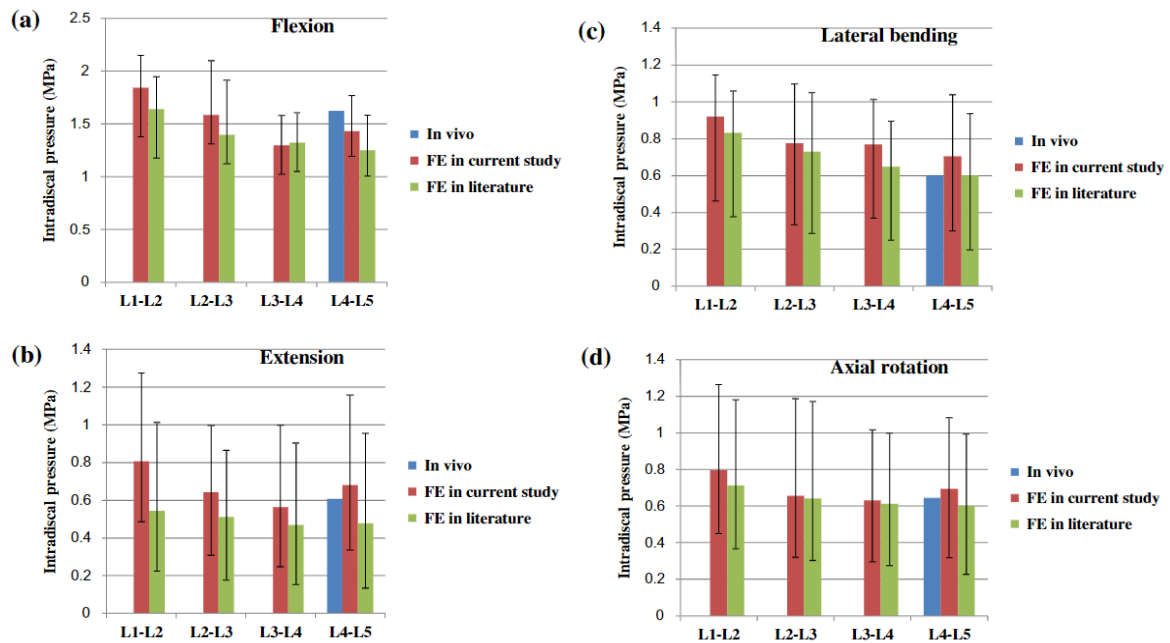 (a)
Flexion
Intradiscal pressure (MPa)
2.5
2
1.5
1
0.5
0
L1-L2 L2-L3 L3-L4 L4-L5
In vivo
FE in current study
FE in literature
(b)
Extension
Intradiscal pressure (MPa)
1.4
1.2
1
0.8
0.6
0.4
0.2
0
L1-L2 L2-L3 L3-L4 L4-L5
In vivo
FE in current study
FE in literature
(c)
Lateral bending
Intradiscal pressure (MPa)
1.4
1.2
1
0.8
0.6
0.4
0.2
0
L1-L2 L2-L3 L3-L4 L4-L5
In vivo
FE in current study
FE in literature
(d)
Axial rotation
Intradiscal pressure (MPa)
1.4
1.2
1
0.8
0.6
0.4
0.2
0
L1-L2 L2-L3 L3-L4 L4-L5
In vivo
FE in current study
FE in literature